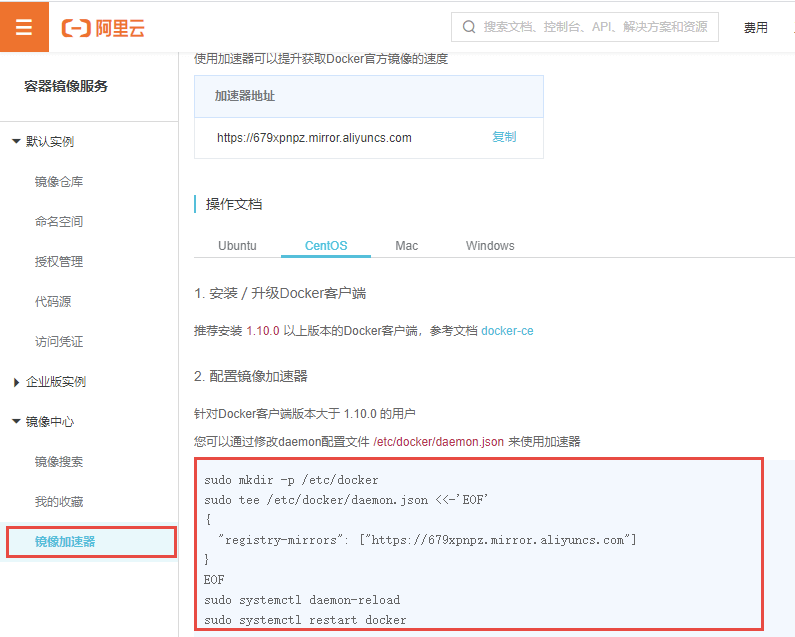 阿里云
搜索文档、控制台、API、解决方案和资源
费用
容器镜像服务
默认实例
镜像仓库
命名空间
授权管理
代码源
访问凭证
企业版实例
镜像中心
镜像搜索
我的收藏
镜像加速器
使用加速器可以提升获取Docker官方镜像的速度
加速器地址
https://679xpnpz.mirror.aliyuncs.com 复制
操作文档
Ubuntu CentOS Mac Windows
1. 安装 / 升级Docker客户端
推荐安装 1.10.0 以上版本的Docker客户端，参考文档 docker-ce
2. 配置镜像加速器
针对Docker客户端版本大于 1.10.0 的用户
您可以通过修改daemon配置文件 /etc/docker/daemon.json 来使用加速器
sudo mkdir -p /etc/docker
sudo tee /etc/docker/daemon.json <<-'EOF'
{
"registry-mirrors": ["https://679xpnpz.mirror.aliyuncs.com"]
}
EOF
sudo systemctl daemon-reload
sudo systemctl restart docker